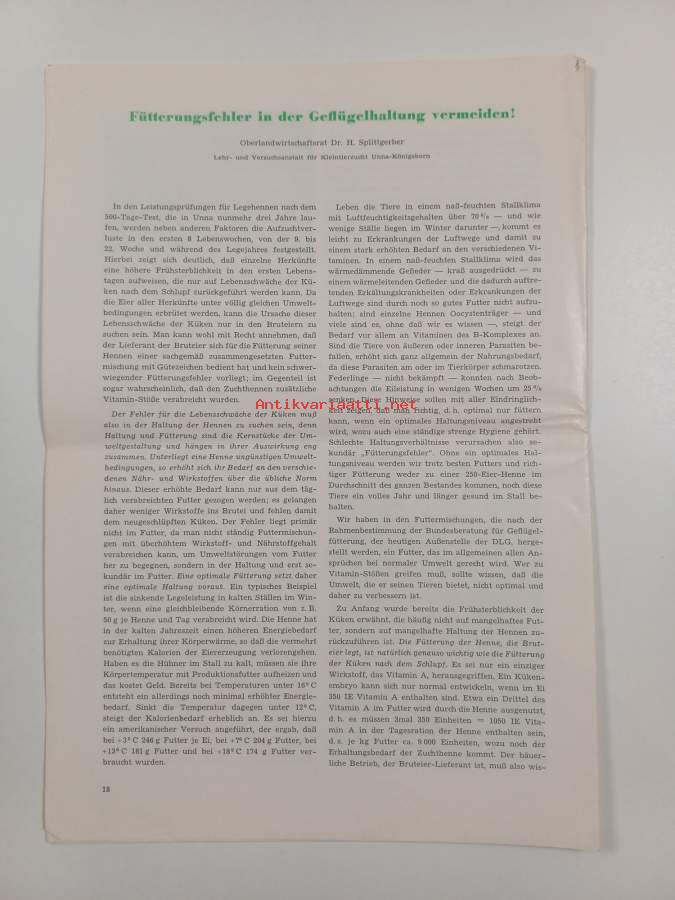 Fütterungsfehler in der Geflügelhaltung vermeiden!
Oberlandwirtschaftsrat Dr. H. Splittgerber
Lehr- und Versuchsanstalt für Kleintierzucht Unna-Königsborn
In den Leistungsprüfungen für Legehennen nach dem
500-Tage-Test, die in Unna nunmehr drei Jahre lau-
fen, werden neben anderen Faktoren die Aufzuchtver-
luste in den ersten 8 Lebenswochen, von der 9. bis
22. Woche und während des Legejahres festgestellt.
Hierbei zeigt sich deutlich, daß einzelne Herkünfte
eine höhere Frühsterblichkeit in den ersten Lebens-
tagen aufweisen, die nur auf Lebensschwäche der Kü-
ken nach dem Schlupf zurückgeführt werden kann. Da
die Eier aller Herkünfte unter völlig gleichen Umwelt-
bedingungen erbrütet werden, kann die Ursache dieser
Lebensschwäche der Küken nur in den Bruteiern zu
suchen sein. Man kann wohl mit Recht annehmen, daß
der Lieferant der Bruteier sich für die Fütterung seiner
Hennen einer sachgemäß zusammengesetzten Futter-
mischung mit Gütezeichen bedient hat und kein schwer-
wiegender Fütterungsfehler vorliegt; im Gegenteil ist
sogar wahrscheinlich, daß den Zuchthennen zusätzliche
Vitamin-Stöße verabreicht wurden.
Der Fehler für die Lebensschwäche der Küken muß
also in der Haltung der Hennen zu suchen sein, denn
Haltung und Fütterung sind die Kernstücke der Um-
weltgestaltung und hängen in ihrer Auswirkung eng
zusammen. Unterliegt eine Henne ungünstigen Umwelt-
bedingungen, so erhöht sich ihr Bedarf an den verschie-
denen Nähr- und Wirkstoffen über die übliche Norm
hinaus. Dieser erhöhte Bedarf kann nur aus dem täg-
lich verabreichten Futter gezogen werden; es gelangen
daher weniger Wirkstoffe ins Brutei und fehlen damit
dem neugeschlüpften Küken. Der Fehler liegt primär
nicht im Futter, da man nicht ständig Futtermischun-
gen mit überhöhtem Wirkstoff- und Nährstoffgehalt
verabreichen kann, um Umweltstörungen vom Futter
her zu begegnen, sondern in der Haltung und erst se-
kundär im Futter. Eine optimale Fütterung setzt daher
eine optimale Haltung voraus. Ein typisches Beispiel
ist die sinkende Legeleistung in kalten Ställen im Win-
ter, wenn eine gleichbleibende Körnerration von z. B.
50 g je Henne und Tag verabreicht wird. Die Henne hat
in der kalten Jahreszeit einen höheren Energiebedarf
zur Erhaltung ihrer Körperwärme, so daß die vermehrt
benötigten Kalorien der Eiererzeugung verlorengehen.
Haben es die Hühner im Stall zu kalt, müssen sie ihre
Körpertemperatur mit Produktionsfutter aufheizen und
das kostet Geld. Bereits bei Temperaturen unter 16° C
entsteht ein allerdings noch minimal erhöhter Energie-
bedarf. Sinkt die Temperatur dagegen unter 12° C,
steigt der Kalorienbedarf erheblich an. Es sei hierzu
ein amerikanischer Versuch angeführt, der ergab, daß
bei +3° C 246 g Futter je Ei, bei +7° C 204 g Futter, bei
+13° C 181 g Futter und bei +18° C 174 g Futter ver-
braucht wurden.
18
Leben die Tiere in einem naß-feuchten Stallklima
mit Luftfeuchtigkeitsgehalten über 70 % — und wie
wenige Ställe liegen im Winter darunter —, kommt es
leicht zu Erkrankungen der Luftwege und damit zu
einem stark erhöhten Bedarf an den verschiedenen Vi-
taminen. In einem naß-feuchten Stallklima wird das
wärmedämmende Gefieder — kraß ausgedrückt — zu
einem wärmeleitenden Gefieder und die dadurch auftre-
tenden Erkältungskrankheiten oder Erkrankungen der
Luftwege sind durch noch so gutes Futter nicht aufzu-
halten; sind einzelne Hennen Oocystenträger — und
viele sind es, ohne daß wir es wissen —, steigt der
Bedarf vor allem an Vitaminen des B-Komplexes an.
Sind die Tiere von äußeren oder inneren Parasiten be-
fallen, erhöht sich ganz allgemein der Nahrungsbedarf,
da diese Parasiten am oder im Tierkörper schmarotzen.
Federlinge — nicht bekämpft — konnten nach Beob-
achtungen die Eileistung in wenigen Wochen um 25 %
senken. Diese Hinweise sollen mit aller Eindringlich-
keit zeigen, daß man richtig, d. h. optimal nur füttern
kann, wenn ein optimales Haltungsniveau angestrebt
wird, wozu auch eine ständige strenge Hygiene gehört.
Schlechte Haltungsverhältnisse verursachen also se-
kundär „Fütterungsfehler“. Ohne ein optimales Hal-
tungsniveau werden wir trotz besten Futters und rich-
tiger Fütterung weder zu einer 250-Eier-Henne im
Durchschnitt des ganzen Bestandes kommen, noch diese
Tiere ein volles Jahr und länger gesund im Stall be-
halten.
Wir haben in den Futtermischungen, die nach der
Rahmenbestimmung der Bundesberatung für Geflügel-
fütterung, der heutigen Außenstelle der DLG, herge-
stellt werden, ein Futter, das im allgemeinen allen An-
sprüchen bei normaler Umwelt gerecht wird. Wer zu
Vitamin-Stößen greifen muß, sollte wissen, daß die
Umwelt, die er seinen Tieren bietet, nicht optimal und
daher zu verbessern ist.
Zu Anfang wurde bereits die Frühsterblichkeit der
Küken erwähnt, die häufig nicht auf mangelhaftes Fut-
ter, sondern auf mangelhafte Haltung der Hennen zu-
rückzuführen ist. Die Fütterung der Henne, die Brut-
eier legt, ist natürlich genauso wichtig wie die Fütterung
der Küken nach dem Schlupf. Es sei nur ein einziger
Wirkstoff, das Vitamin A, herausgegriffen. Ein Küken-
embryo kann sich nur normal entwickeln, wenn im Ei
350 IE Vitamin A enthalten sind. Etwa ein Drittel des
Vitamin A im Futter wird durch die Henne ausgenutzt,
d. h. es müssen 3mal 350 Einheiten = 1050 IE Vita-
min A in der Tagesration der Henne enthalten sein,
d. s. je kg Futter ca. 9 000 Einheiten, wozu noch der
Erhaltungsbedarf der Zuchthenne kommt. Der bäuer-
liche Betrieb, der Bruteier-Lieferant ist, muß also wis-
Antikvariaatti.net